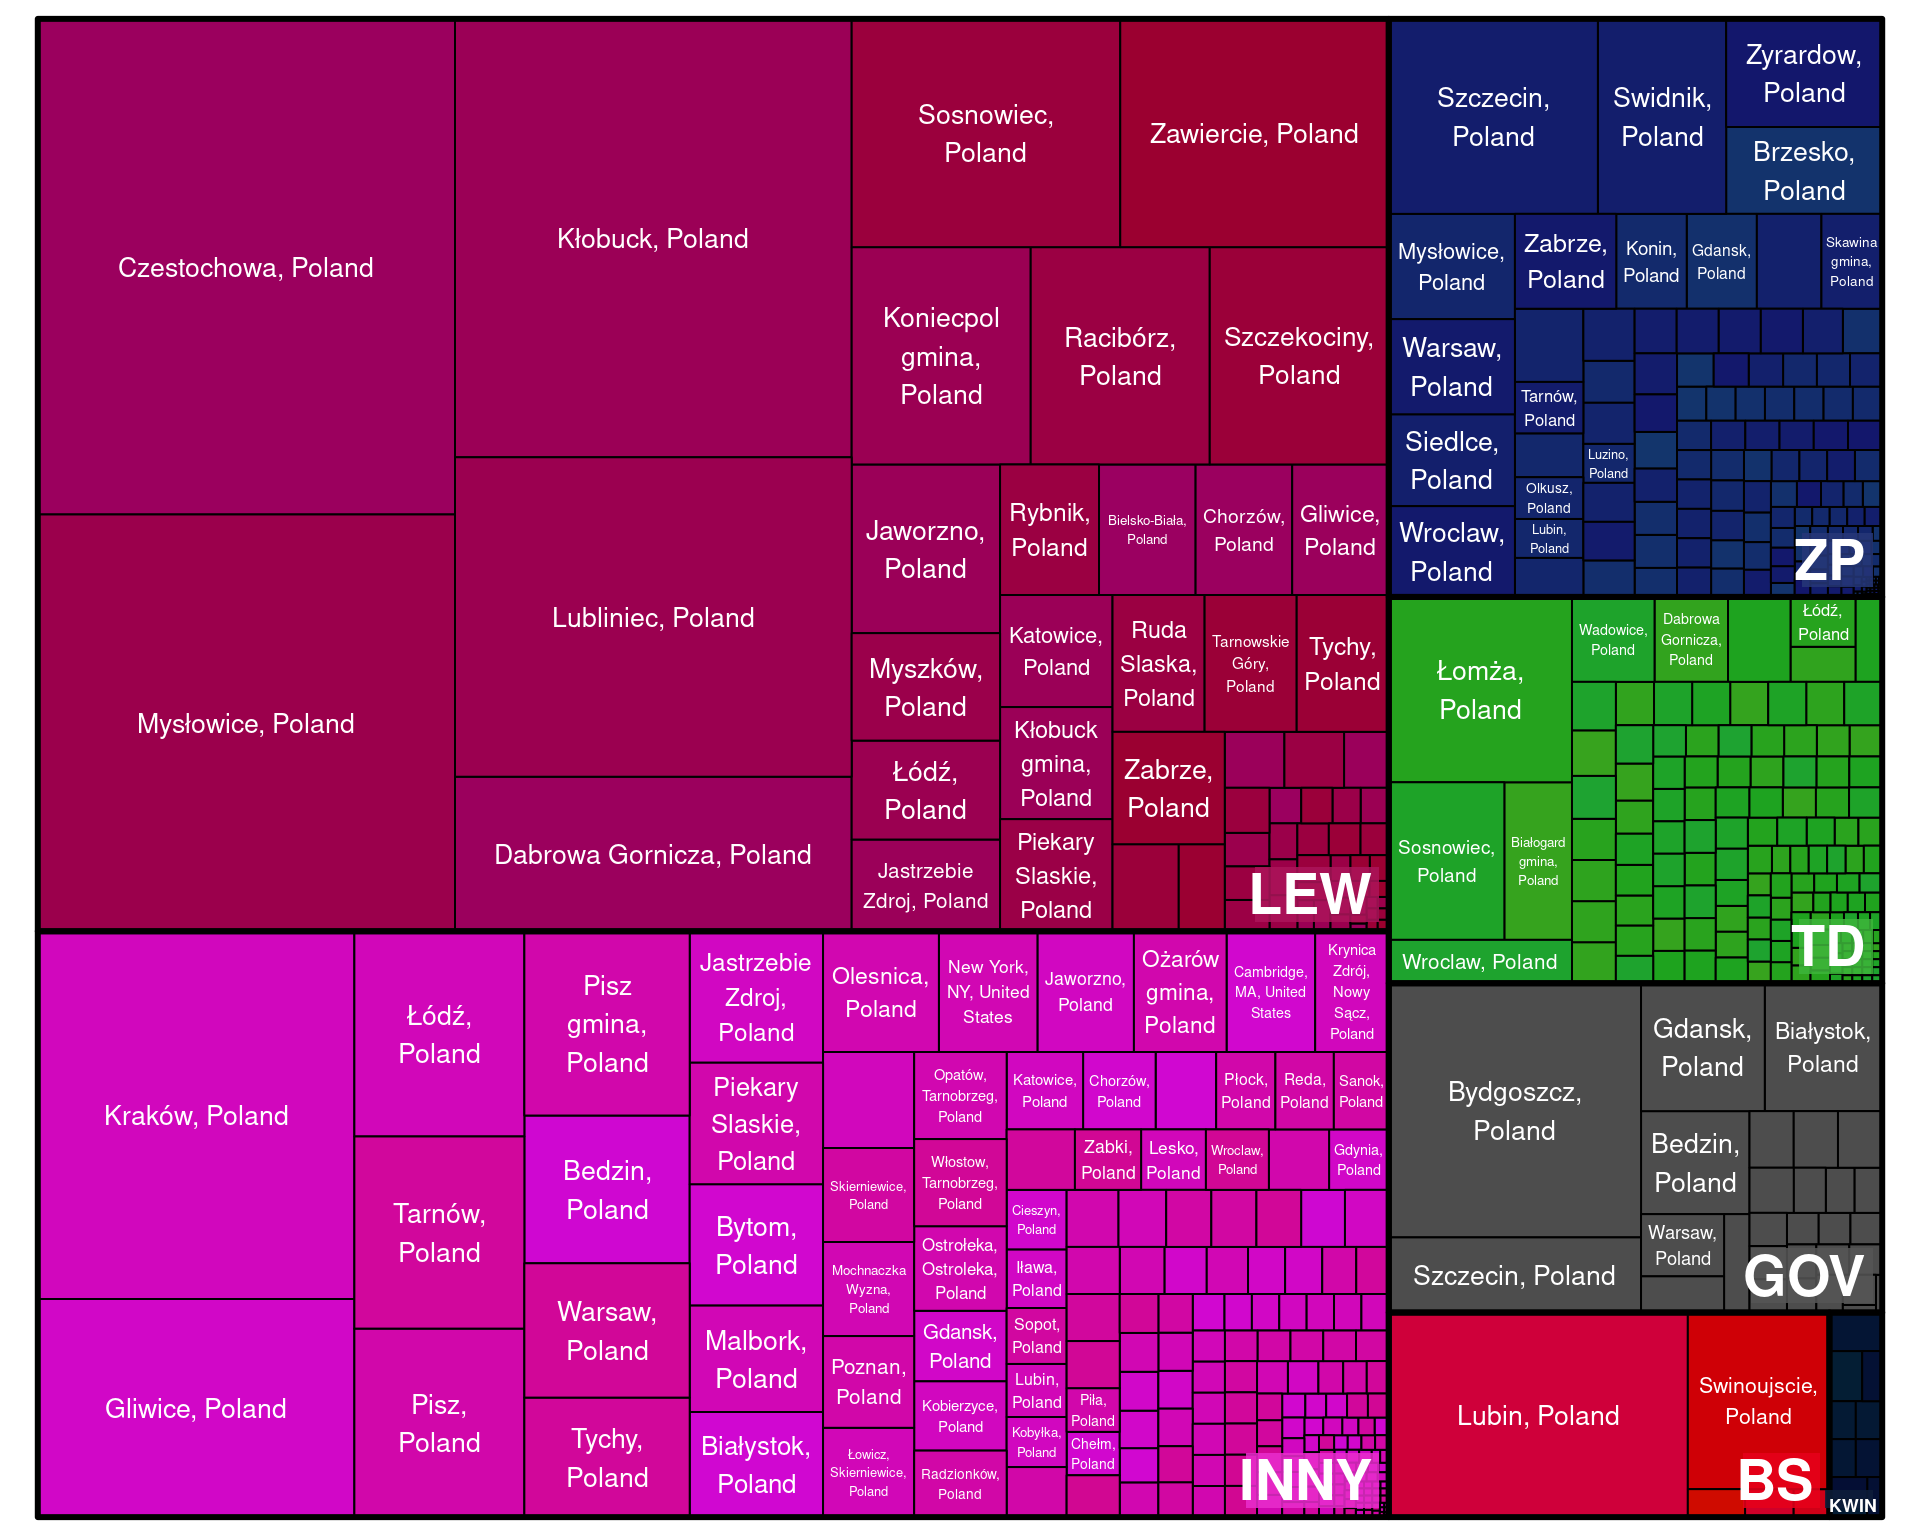 Czestochowa, Poland
Mysłowice, Poland
Kłobuck, Poland
Lubliniec, Poland
Dabrowa Gornicza, Poland
Sosnowiec,
Poland
Zawiercie, Poland
Koniecpol
gmina,
Poland
Racibórz,
Poland
Szczekociny,
Poland
Jaworzno,
Poland
Myszków,
Poland
Łódź,
Poland
Jastrzebie
Zdroj, Poland
Rybnik,
Poland
Bielsko-Biała,
Poland
Chorzów,
Poland
Gliwice,
Poland
Katowice,
Poland
Kłobuck
gmina,
Poland
Piekary
Slaskie,
Poland
Ruda
Slaska,
Poland
Tarnowskie
Góry,
Poland
Tychy,
Poland
Zabrze,
Poland
LEW
Szczecin,
Poland
Swidnik,
Poland
Zyrardow,
Poland
Brzesko,
Poland
Mysłowice,
Poland
Zabrze,
Poland
Konin,
Poland
Gdansk,
Poland
Skawina
gmina,
Poland
Warsaw,
Poland
Siedlce,
Poland
Wroclaw,
Poland
Tarnów,
Poland
Olkusz,
Poland
Lubin,
Poland
Luzino,
Poland
ZP
Łomża,
Poland
Wadowice,
Poland
Dabrowa
Gornicza,
Poland
Łódź,
Poland
Sosnowiec,
Poland
Białogard
gmina,
Poland
Wroclaw, Poland
TD
Kraków, Poland
Gliwice, Poland
Łódź,
Poland
Tarnów,
Poland
Pisz,
Poland
Pisz
gmina,
Poland
Bedzin,
Poland
Warsaw,
Poland
Tychy,
Poland
Jastrzebie
Zdroj,
Poland
Piekary
Slaskie,
Poland
Bytom,
Poland
Malbork,
Poland
Białystok,
Poland
Olesnica,
Poland
New York,
NY, United
States
Jaworzno,
Poland
Ożarów
gmina,
Poland
Cambridge,
MA, United
States
Krynica
Zdrój,
Nowy
Sącz,
Poland
Skierniewice,
Poland
Mochnaczka
Wyzna,
Poland
Poznan,
Poland
Łowicz,
Skierniewice,
Poland
Opatów,
Tarnobrzeg,
Poland
Włostow,
Tarnobrzeg,
Poland
Ostrołeka,
Ostroleka,
Poland
Gdansk,
Poland
Kobierzyce,
Poland
Radzionków,
Poland
Katowice,
Poland
Chorzów,
Poland
Płock,
Poland
Reda,
Poland
Sanok,
Poland
Zabki,
Poland
Lesko,
Poland
Wroclaw,
Poland
Gdynia,
Poland
Cieszyn,
Poland
Iława,
Poland
Sopot,
Poland
Lubin,
Poland
Kobyłka,
Poland
Piła,
Poland
Chełm,
Poland
INNY
Bydgoszcz,
Poland
Szczecin, Poland
Gdansk,
Poland
Białystok,
Poland
Bedzin,
Poland
Warsaw,
Poland
GOV
Lubin, Poland
Swinoujscie,
Poland
BS
KWIN